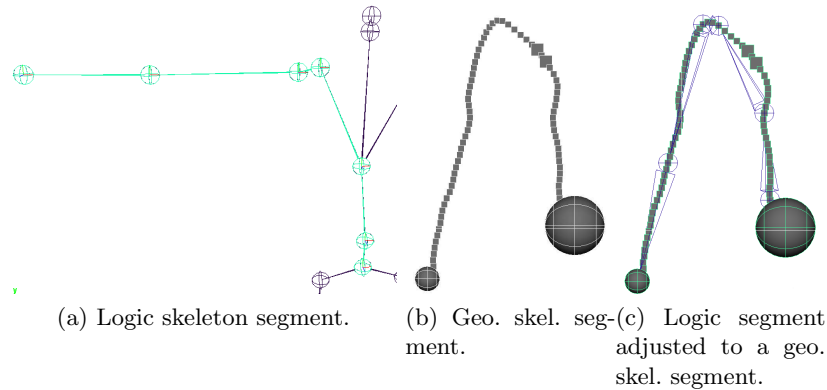 y
(a) Logic skeleton segment.
(b) Geo. skel. seg-
ment.
(c) Logic segment
adjusted to a geo.
skel. segment.